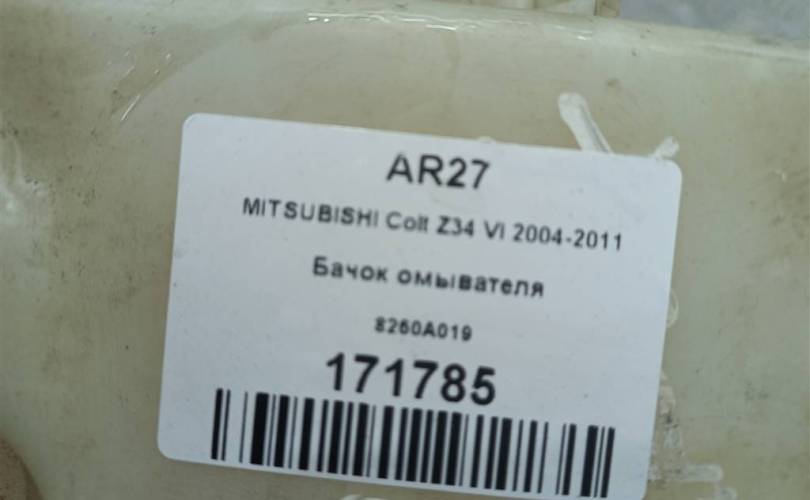 AR27
MITSUBISHI Colt Z34 VI 2004-2011
Бачок омывателя
8260A019
171785